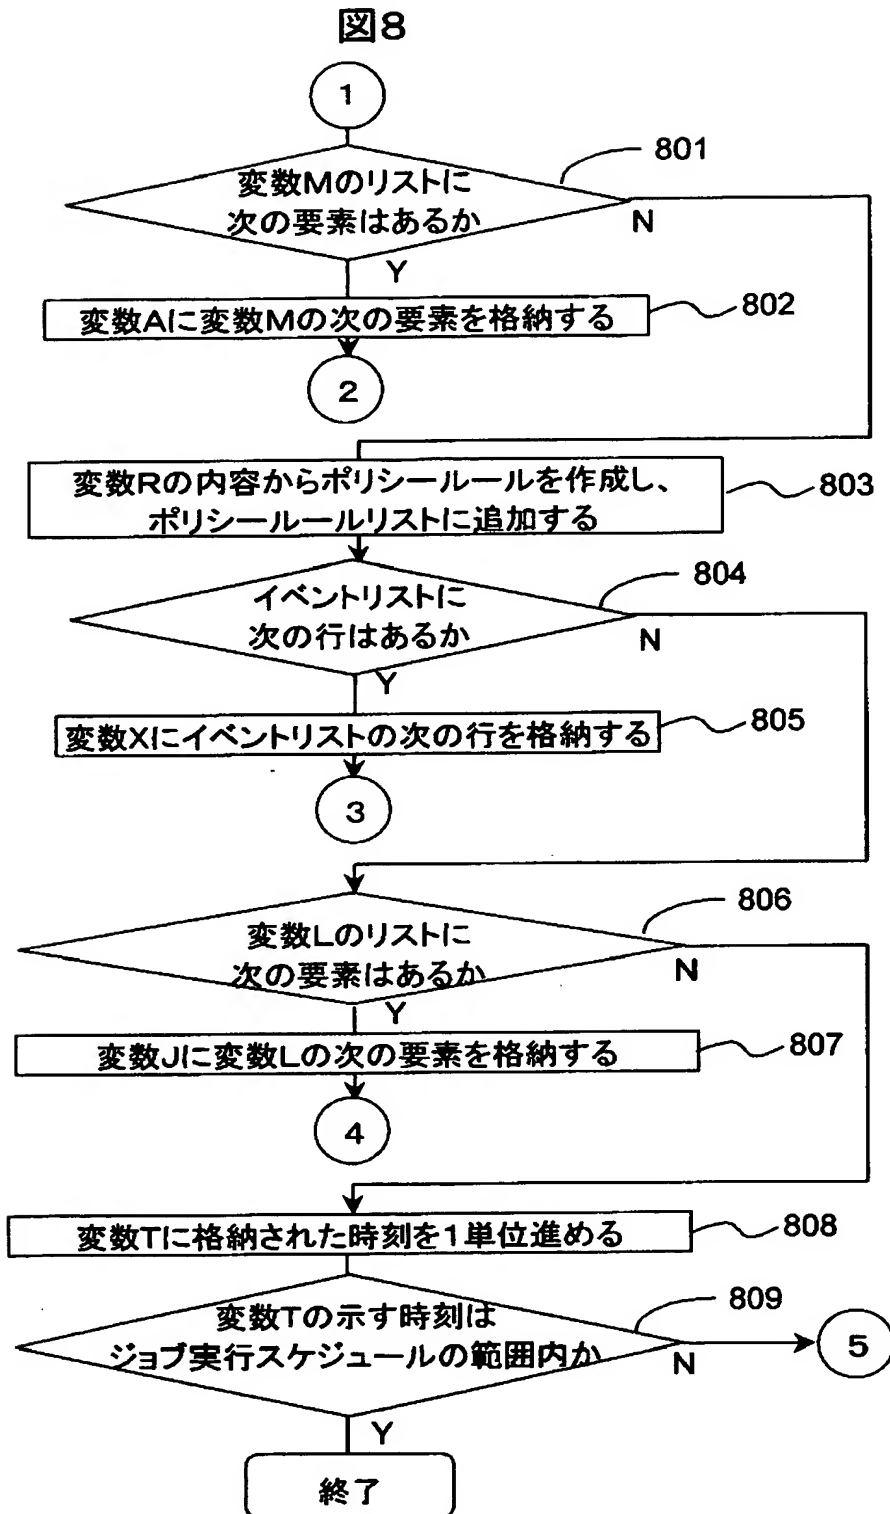 図8
1
変数Mのリストに
次の要素はあるか
801
N
Y
変数Aに変数Mの次の要素を格納する
802
2
変数Rの内容からポリシールールを作成し、
ポリシールールリストに追加する
803
イベントリストに
次の行はあるか
804
N
Y
変数Xにイベントリストの次の行を格納する
805
3
変数Lのリストに
次の要素はあるか
806
N
Y
変数Jに変数Lの次の要素を格納する
807
4
変数Tに格納された時刻を1単位進める
808
変数Tの示す時刻は
ジョブ実行スケジュールの範囲内か
809
N
5
Y
終了